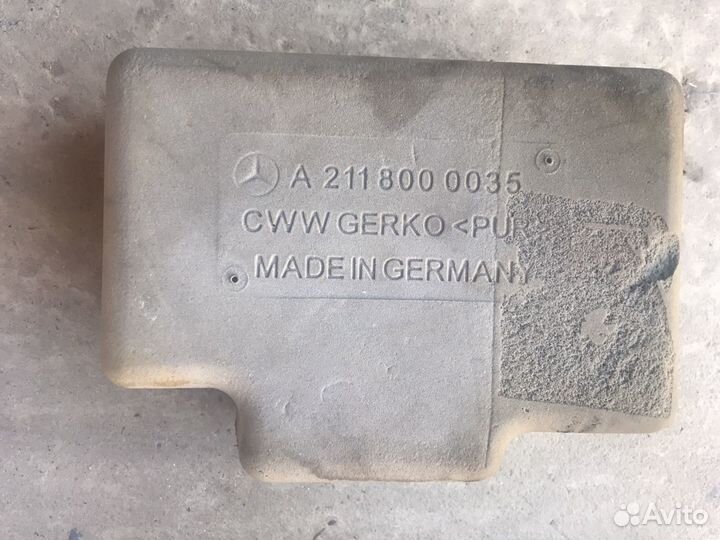 A 211 800 0035
CWW GERKO <PUR>
MADE IN GERMANY
Avito